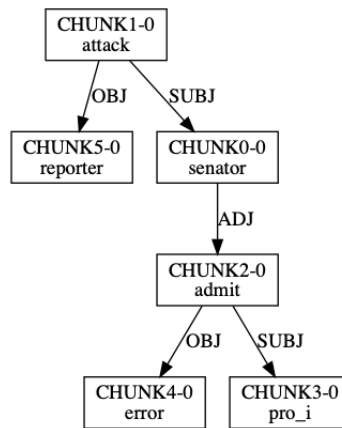 CHUNK1-0
attack
OBJ
SUBJ
CHUNK5-0
reporter
CHUNK0-0
senator
ADJ
CHUNK2-0
admit
OBJ
SUBJ
CHUNK4-0
error
CHUNK3-0
pro_i